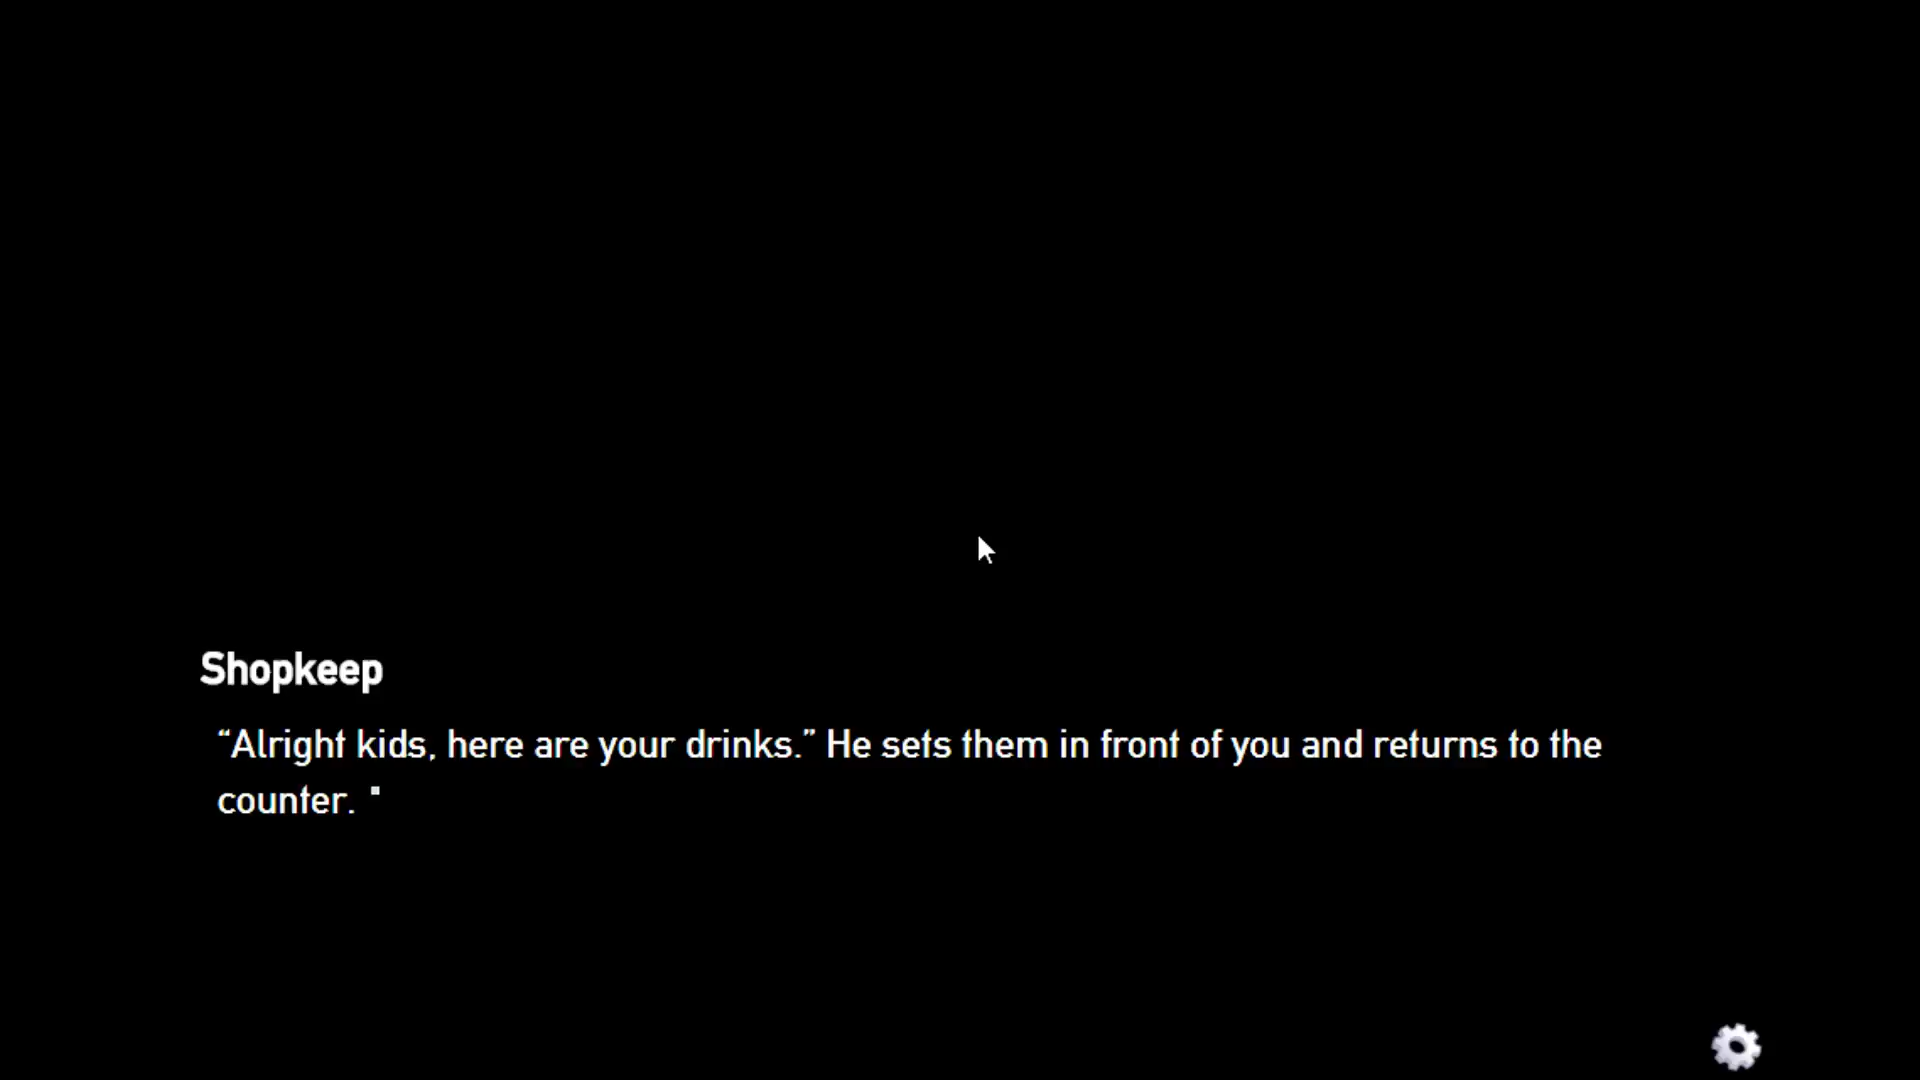 Shopkeep
“Alright kids, here are your drinks.” He sets them in front of you and returns to the
counter.